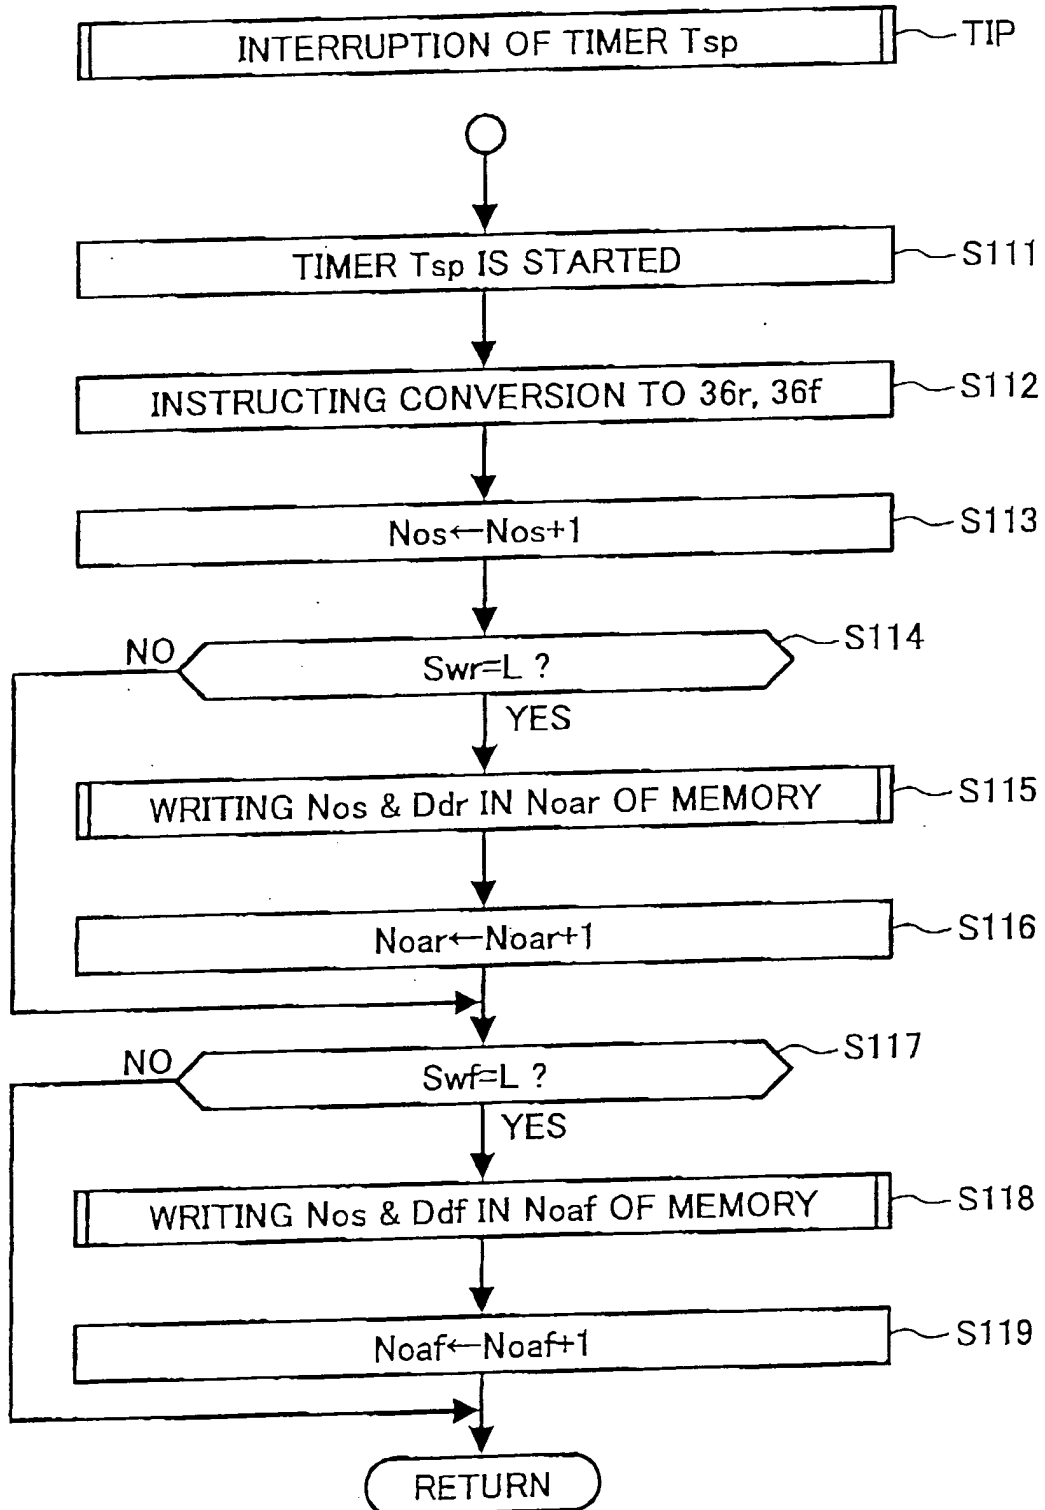 INTERRUPTION OF TIMER Tsp TIP
TIMER Tsp IS STARTED S111
INSTRUCTING CONVERSION TO 36r, 36f S112
Nos←Nos+1 S113
NO Swr=L ? S114
YES
WRITING Nos & Ddr IN Noar OF MEMORY S115
Noar←Noar+1 S116
NO Swf=L ? S117
YES
WRITING Nos & Ddf IN Noaf OF MEMORY S118
Noaf←Noaf+1 S119
RETURN